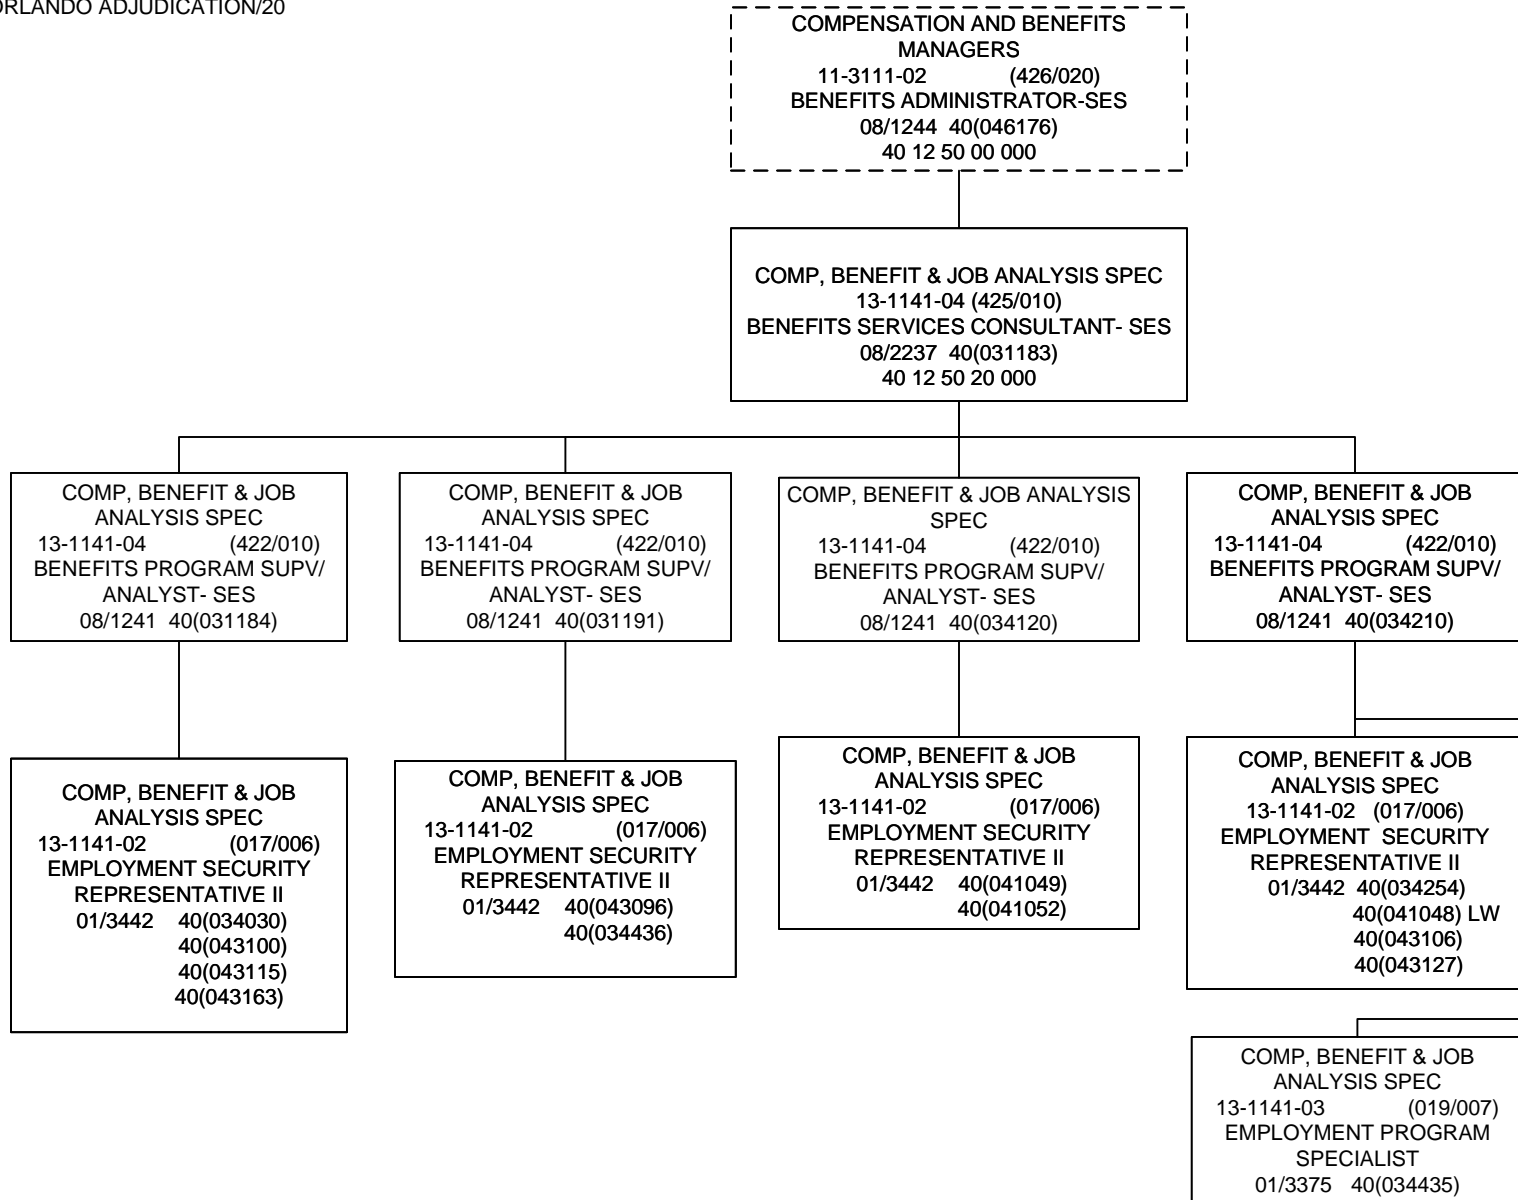 ORLANDO ADJUDICATION/20
COMPENSATION AND BENEFITS
MANAGERS
11-3111-02 (426/020)
BENEFITS ADMINISTRATOR-SES
08/1244 40(046176)
40 12 50 00 000
COMP, BENEFIT & JOB ANALYSIS SPEC
13-1141-04 (425/010)
BENEFITS SERVICES CONSULTANT- SES
08/2237 40(031183)
40 12 50 20 000
COMP, BENEFIT & JOB
ANALYSIS SPEC
13-1141-04 (422/010)
BENEFITS PROGRAM SUPV/
ANALYST- SES
08/1241 40(031184)
COMP, BENEFIT & JOB
ANALYSIS SPEC
13-1141-04 (422/010)
BENEFITS PROGRAM SUPV/
ANALYST- SES
08/1241 40(031191)
COMP, BENEFIT & JOB ANALYSIS
SPEC
13-1141-04 (422/010)
BENEFITS PROGRAM SUPV/
ANALYST- SES
08/1241 40(034120)
COMP, BENEFIT & JOB
ANALYSIS SPEC
13-1141-04 (422/010)
BENEFITS PROGRAM SUPV/
ANALYST- SES
08/1241 40(034210)
COMP, BENEFIT & JOB
ANALYSIS SPEC
13-1141-02 (017/006)
EMPLOYMENT SECURITY
REPRESENTATIVE II
01/3442 40(034030)
40(043100)
40(043115)
40(043163)
COMP, BENEFIT & JOB
ANALYSIS SPEC
13-1141-02 (017/006)
EMPLOYMENT SECURITY
REPRESENTATIVE II
01/3442 40(043096)
40(034436)
COMP, BENEFIT & JOB
ANALYSIS SPEC
13-1141-02 (017/006)
EMPLOYMENT SECURITY
REPRESENTATIVE II
01/3442 40(041049)
40(041052)
COMP, BENEFIT & JOB
ANALYSIS SPEC
13-1141-02 (017/006)
EMPLOYMENT SECURITY
REPRESENTATIVE II
01/3442 40(034254)
40(041048) LW
40(043106)
40(043127)
COMP, BENEFIT & JOB
ANALYSIS SPEC
13-1141-03 (019/007)
EMPLOYMENT PROGRAM
SPECIALIST
01/3375 40(034435)